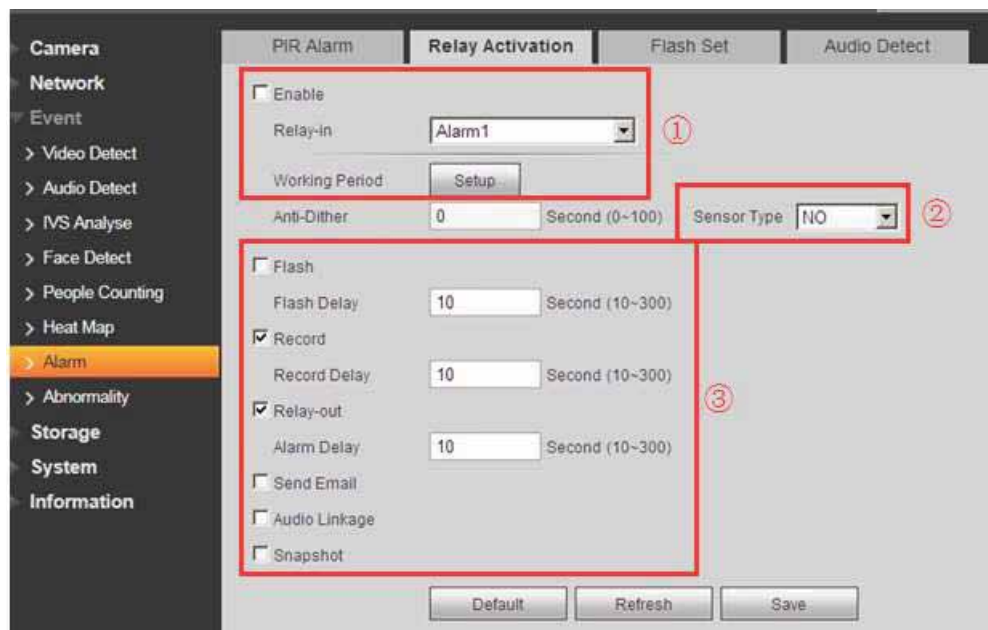 Camera
Network
Event
> Video Detect
> Audio Detect
> IVS Analyse
> Face Detect
> People Counting
> Heat Map
> Alarm
> Abnormality
Storage
System
Information
PIR Alarm Relay Activation Flash Set Audio Detect
Enable
Relay-in Alarm1
①
Working Period Setup
Anti-Dither 0 Second (0~100) Sensor Type NO ②
Flash
Flash Delay 10 Second (10~300)
Record
Record Delay 10 Second (10~300)
③
Relay-out
Alarm Delay 10 Second (10~300)
Send Email
Audio Linkage
Snapshot
Default Refresh Save